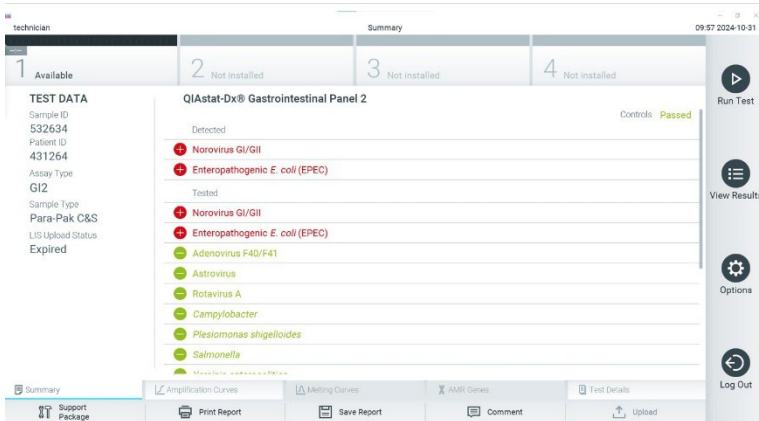 technician
Summary
09:57 2024-10-31
1 Available
2 Not installed
3 Not installed
4 Not installed
TEST DATA
Sample ID
532634
Patient ID
431264
Assay Type
GI2
Sample Type
Para-Pak C&S
LIS Upload Status
Expired
QIAstat-Dx® Gastrointestinal Panel 2
Controls Passed
Detected
Norovirus GI/GII
Enteropathogenic E. coli (EPEC)
Tested
Norovirus GI/GII
Enteropathogenic E. coli (EPEC)
Adenovirus F40/F41
Astrovirus
Rotavirus A
Campylobacter
Plesiomonas shigelloides
Salmonella
Run Test
View Results
Options
Log Out
Summary
Amplification Curves
Melting Curves
AMR Genes
Test Details
Support Package
Print Report
Save Report
Comment
Upload